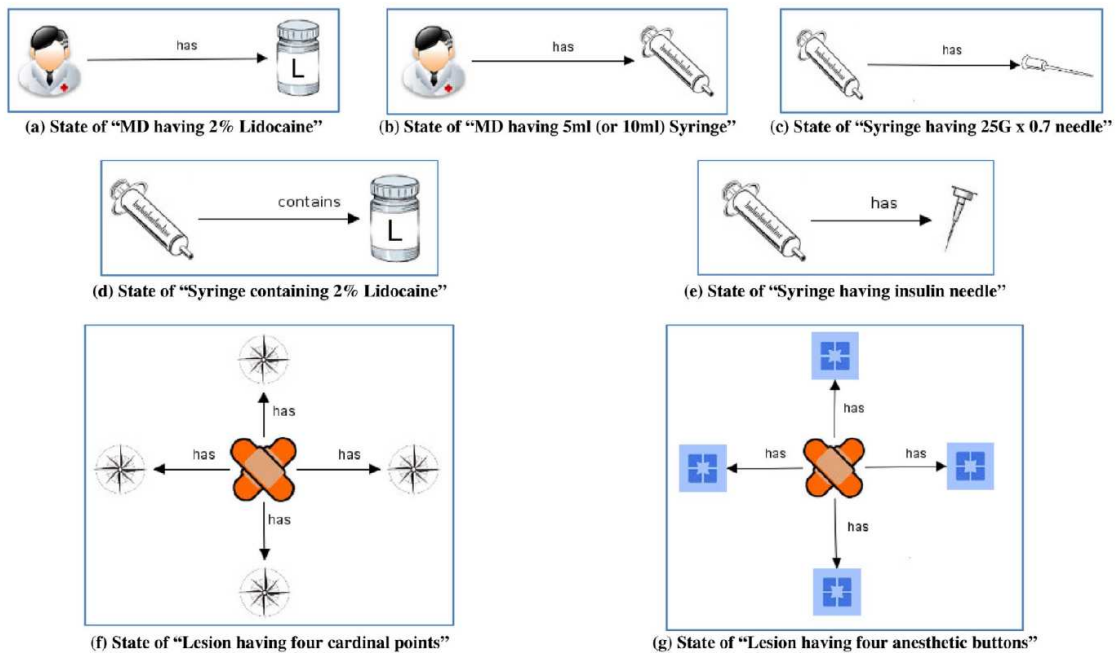 has
L
(a) State of “MD having 2% Lidocaine”
has
(b) State of “MD having 5ml (or 10ml) Syringe”
has
(c) State of “Syringe having 25G x 0.7 needle”
contains
L
(d) State of “Syringe containing 2% Lidocaine”
has
(e) State of “Syringe having insulin needle”
has
has
has
has
(f) State of “Lesion having four cardinal points”
has
has
has
has
(g) State of “Lesion having four anesthetic buttons”